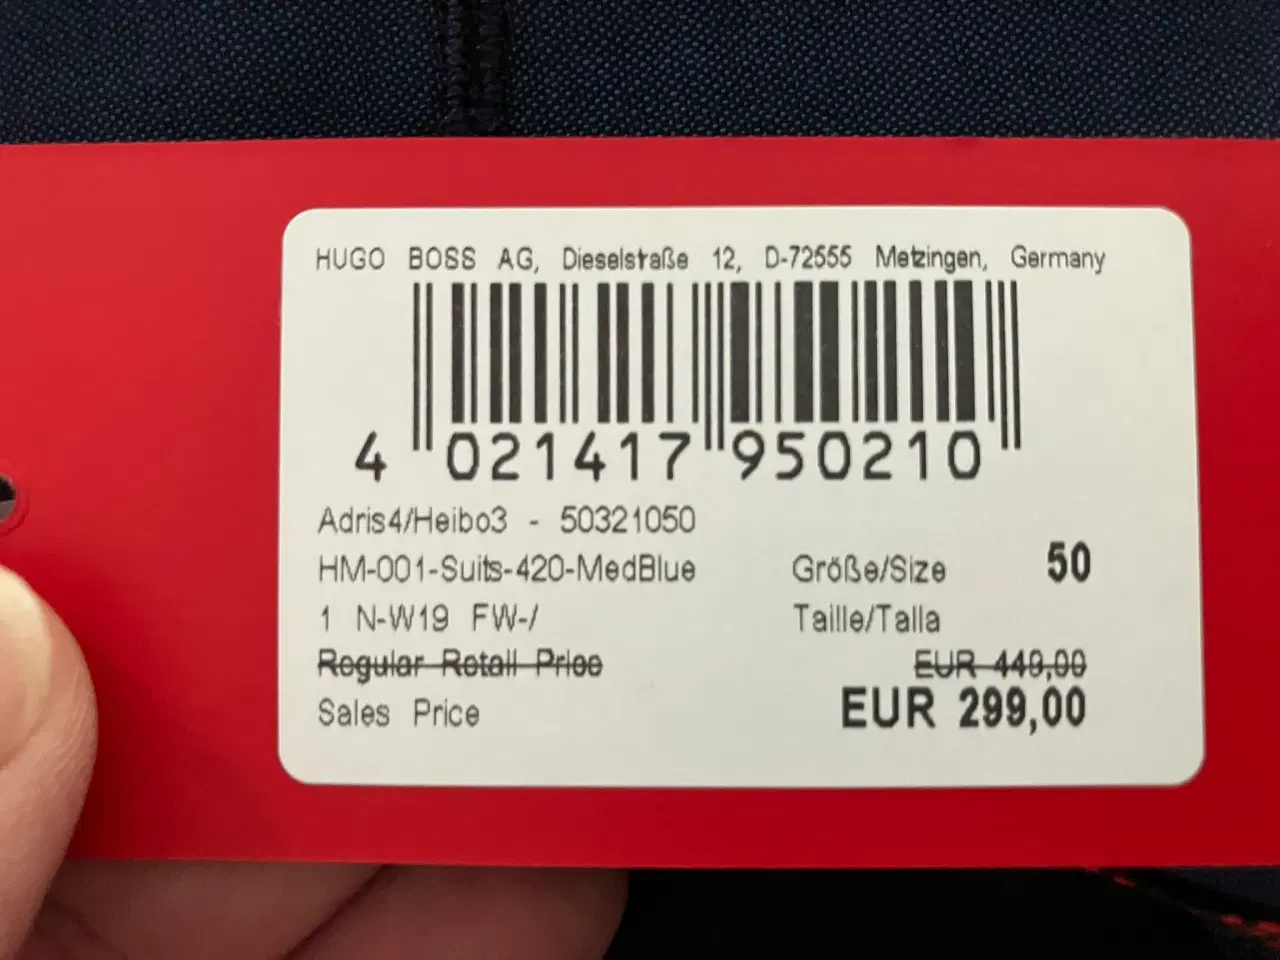 HUGO BOSS AG, Dieselstraße 12, D-72555 Metzingen, Germany
4 021417 950210
Adris4/Heibo3 - 50321050
HM-001-Suits-420-MedBlue Größe/Size 50
1 N-W19 FW-/ Taille/Talla
Regular Retail Price EUR 449,00
Sales Price EUR 299,00